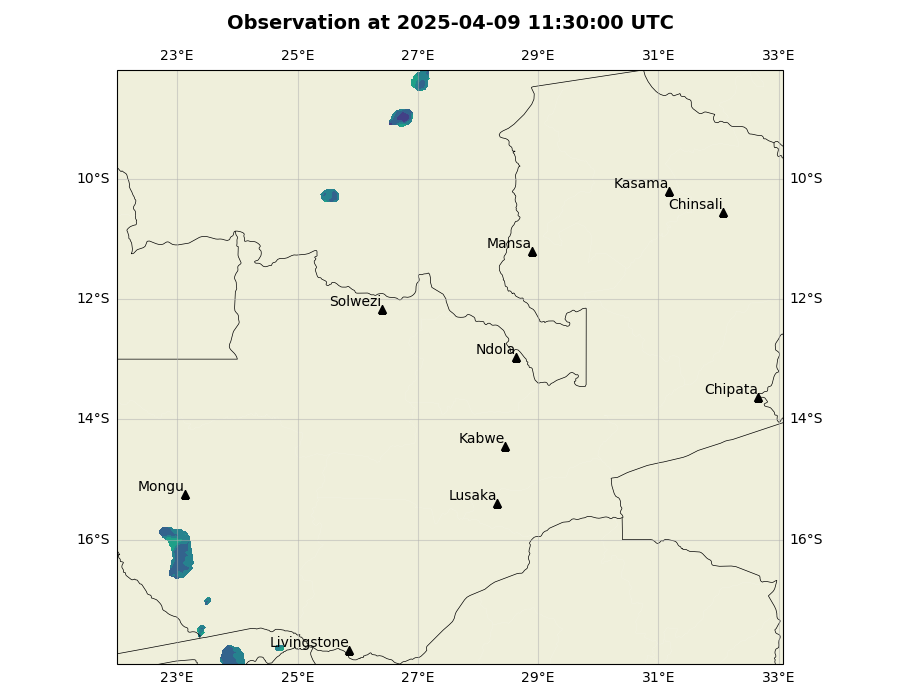 Observation at 2025-04-09 11:30:00 UTC
23°E 25°E 27°E 29°E 31°E 33°E
10°S 10°S
Kasama
Chinsali
Mansa
12°S 12°S
Solwezi
Ndola
Chipata
14°S 14°S
Kabwe
Mongu
Lusaka
16°S 16°S
Livingstone
23°E 25°E 27°E 29°E 31°E 33°E